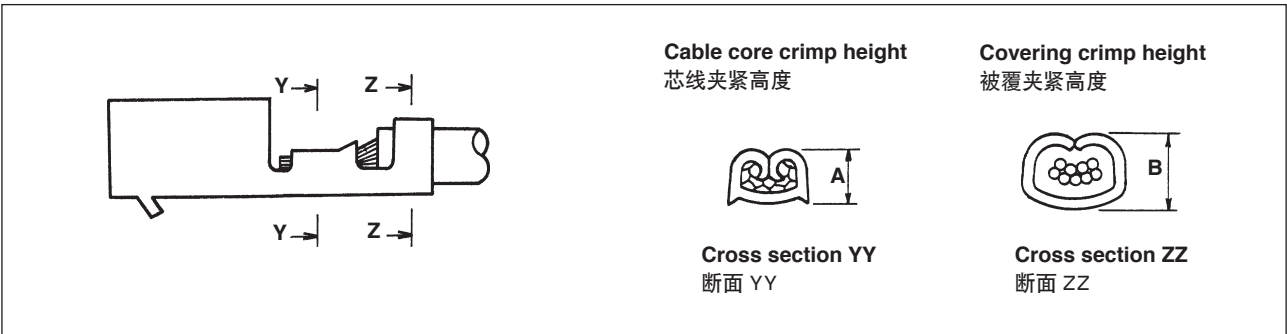 Y Z
Y Z
Cable core crimp height
芯线夹紧高度
A
Cross section YY
断面 YY
Covering crimp height
被覆夹紧高度
B
Cross section ZZ
断面 ZZ